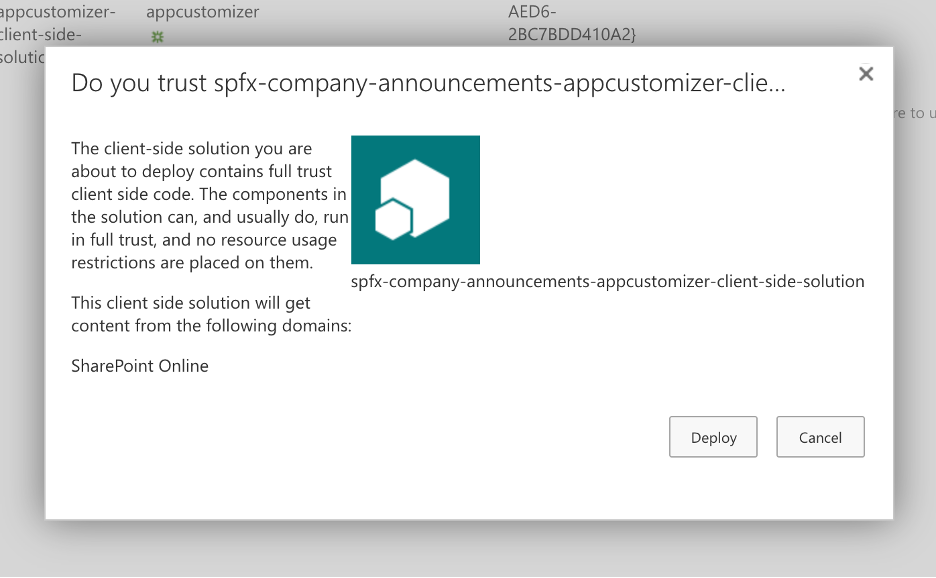 appcustomizer-
client-side-
solutio
appcustomizer
AED6-
2BC7BDD410A2}
re to u
Do you trust spfx-company-announcements-appcustomizer-clie...
The client-side solution you are
about to deploy contains full trust
client side code. The components in
the solution can, and usually do, run
in full trust, and no resource usage
restrictions are placed on them.
This client side solution will get
content from the following domains:
SharePoint Online
spfx-company-announcements-appcustomizer-client-side-solution
Deploy
Cancel